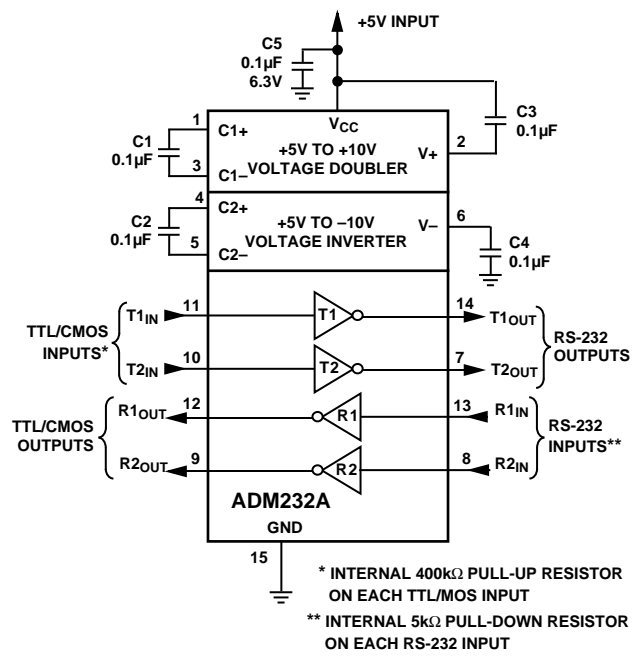 +5V INPUT
C5
0.1µF
6.3V
C3
0.1µF
1
C1+
VCC
C1
0.1µF
+5V TO +10V
VOLTAGE DOUBLER
V+
2
3
C1–
4
C2+
C2
0.1µF
+5V TO –10V
VOLTAGE INVERTER
V–
6
5
C2–
C4
0.1µF
TTL/CMOS
INPUTS*
T1IN
11
T1
14
T1OUT
T2IN
10
T2
7
T2OUT
RS-232
OUTPUTS
TTL/CMOS
OUTPUTS
R1OUT
12
R1
13
R1IN
R2OUT
9
R2
8
R2IN
RS-232
INPUTS**
ADM232A
GND
15
* INTERNAL 400kΩ PULL-UP RESISTOR
ON EACH TTL/MOS INPUT
** INTERNAL 5kΩ PULL-DOWN RESISTOR
ON EACH RS-232 INPUT